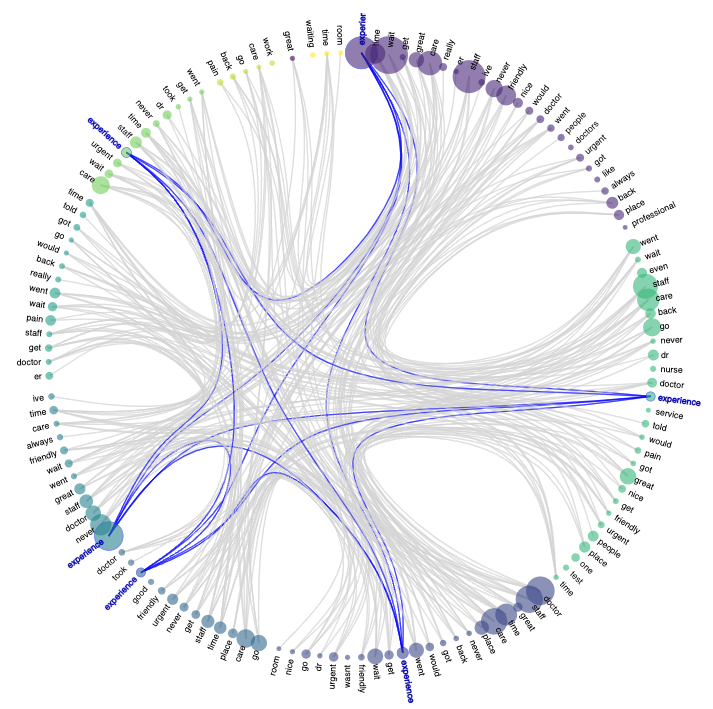 experier
time
wait
get
great
care
really
er
staff
ive
never
friendly
nice
would
doctor
went
people
doctors
urgent
got
like
always
back
place
professional
went
wait
even
staff
care
back
go
never
dr
nurse
doctor
experience
service
told
would
pain
got
great
nice
get
friendly
urgent
people
place
one
test
time
doctor
staff
great
time
care
place
never
back
got
would
went
experience
get
wait
friendly
wasnt
urgent
dr
go
nice
room
go
care
place
time
staff
get
never
urgent
friendly
good
experience
took
doctor
experience
never
doctor
staff
great
went
wait
friendly
always
care
time
ive
er
doctor
get
staff
pain
wait
went
really
back
would
go
got
told
time
care
wait
urgent
experience
staff
time
never
dr
took
get
went
pain
back
go
care
work
great
waiting
time
room